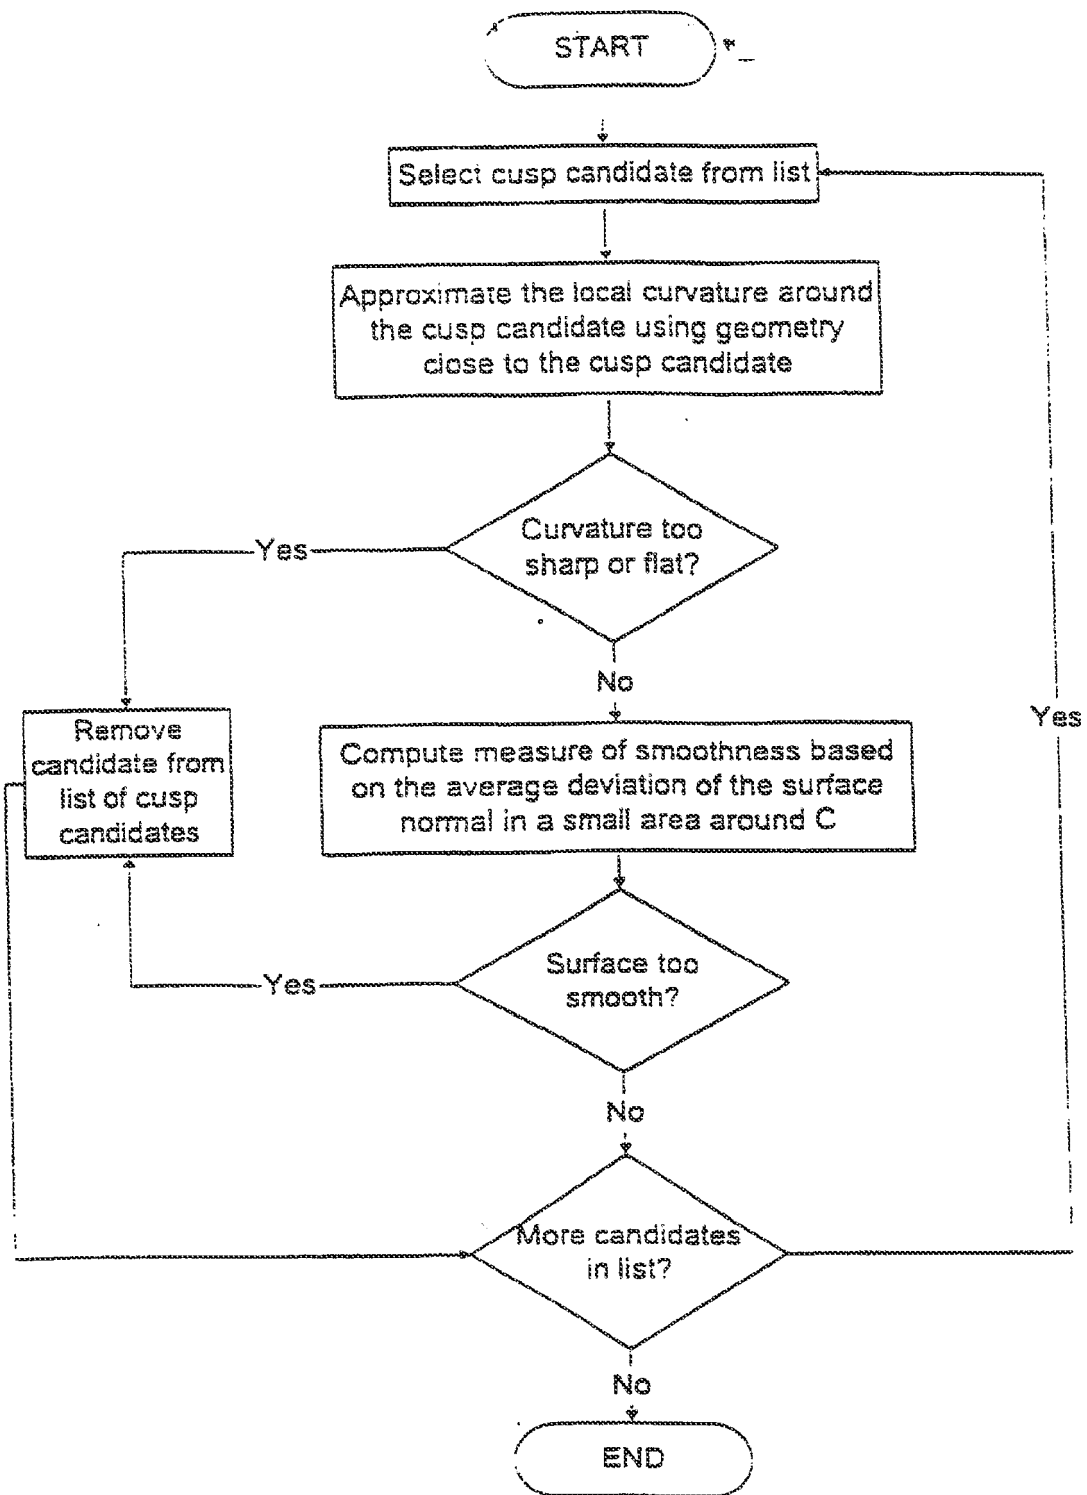 START
Select cusp candidate from list
Approximate the local curvature around
the cusp candidate using geometry
close to the cusp candidate
Curvature too
sharp or flat?
Yes
No
Remove
candidate from
list of cusp
candidates
Compute measure of smoothness based
on the average deviation of the surface
normal in a small area around C
Yes
Surface too
smooth?
Yes
No
More candidates
in list?
No
END